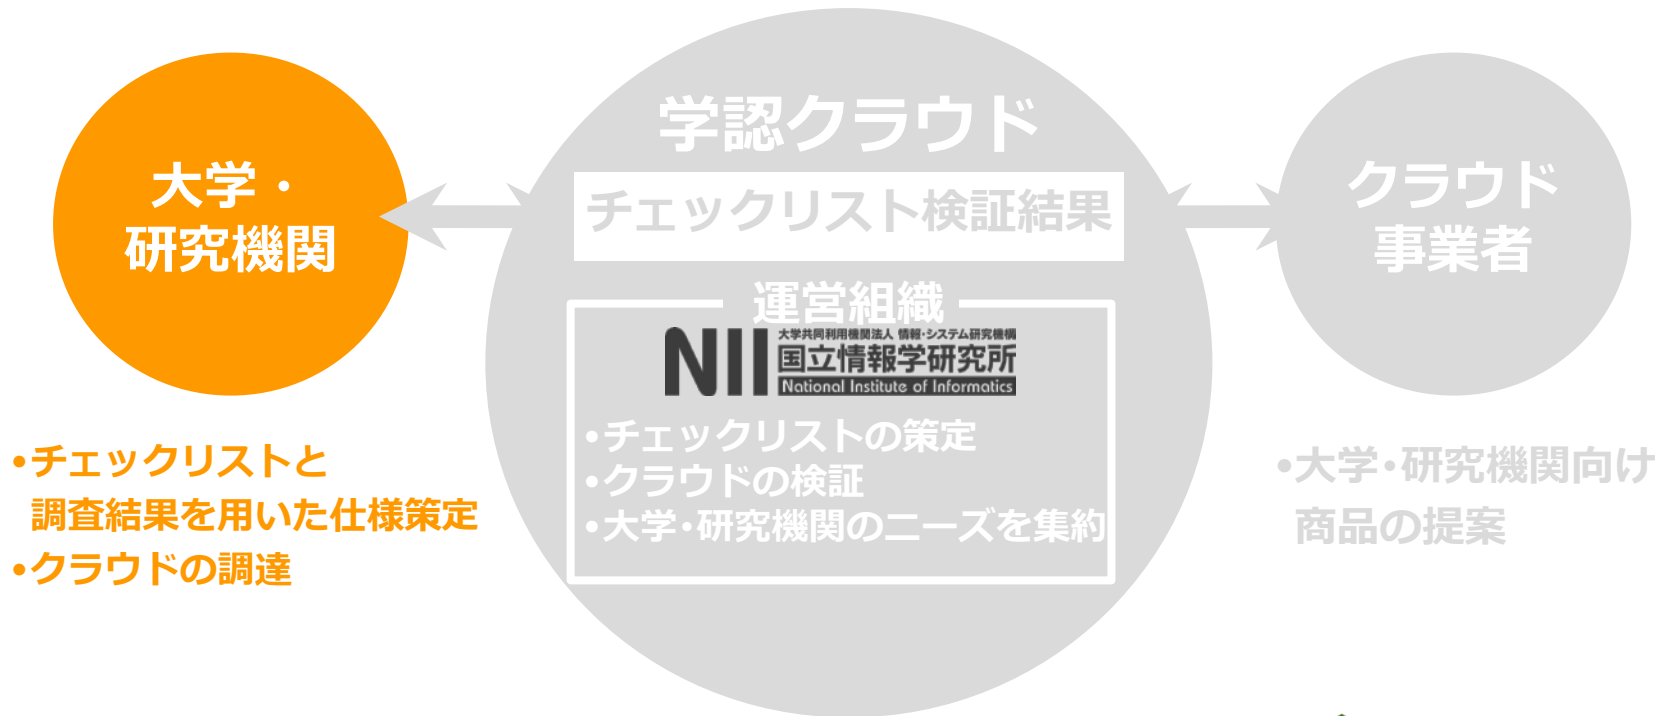 大学・
研究機関
•チェックリストと
調査結果を用いた仕様策定
•クラウドの調達
学認クラウド
チェックリスト検証結果
運営組織
NII
大学共同利用機関法人 情報・システム研究機構
国立情報学研究所
National Institute of Informatics
•チェックリストの策定
•クラウドの検証
•大学・研究機関のニーズを集約
クラウド
事業者
•大学・研究機関向け
商品の提案